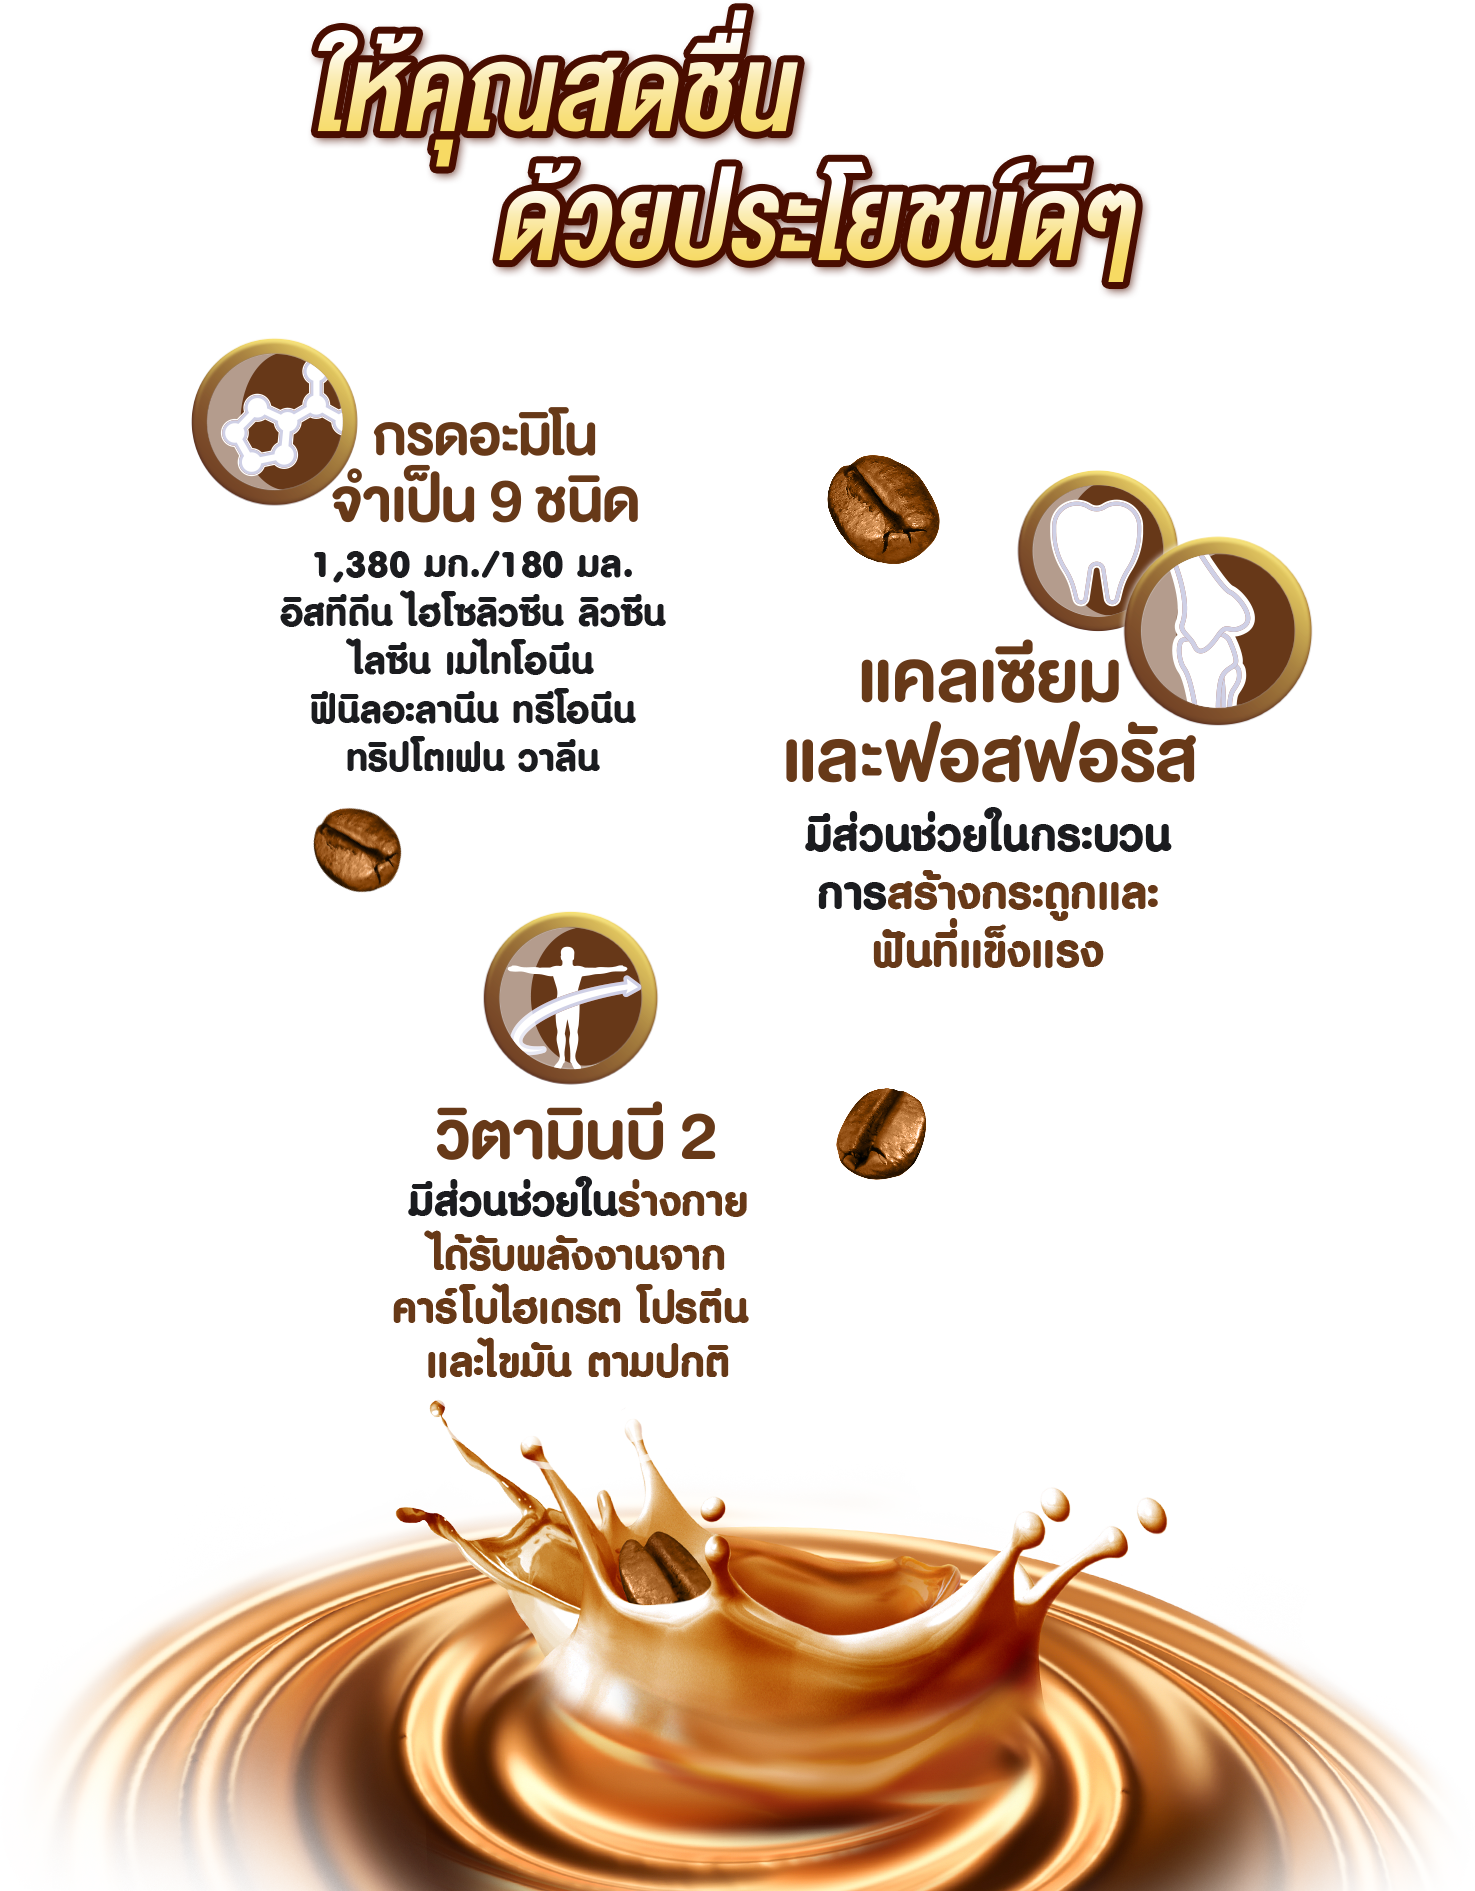 ให้คุณสดชื่น
ด้วยประโยชน์ดีๆ
กรดอะมิโน
จำเป็น 9 ชนิด
1,380 มก./180 มล.
อิสทีดีน ไฮโซลิวซีน ลิวซีน
ไลซีน เมไทโอนีน
ฟีนิลอะลานีน ทรีโอนีน
ทริปโตเฟน วาลีน
แคลเซียม
และฟอสฟอรัส
มีส่วนช่วยในกระบวน
การสร้างกระดูกและ
ฟันที่แข็งแรง
วิตามินบี 2
มีส่วนช่วยในร่างกาย
ได้รับพลังงานจาก
คาร์โบไฮเดรต โปรตีน
และไขมัน ตามปกติ